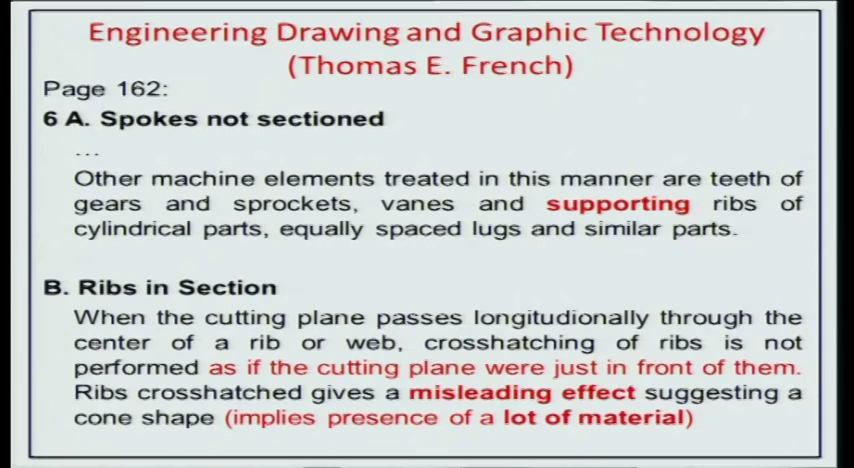 Engineering Drawing and Graphic Technology
(Thomas E. French)
Page 162:
6 A. Spokes not sectioned
...
Other machine elements treated in this manner are teeth of
gears and sprockets, vanes and supporting ribs of
cylindrical parts, equally spaced lugs and similar parts.
B. Ribs in Section
When the cutting plane passes longitudionally through the
center of a rib or web, crosshatching of ribs is not
performed as if the cutting plane were just in front of them.
Ribs crosshatched gives a misleading effect suggesting a
cone shape (implies presence of a lot of material)